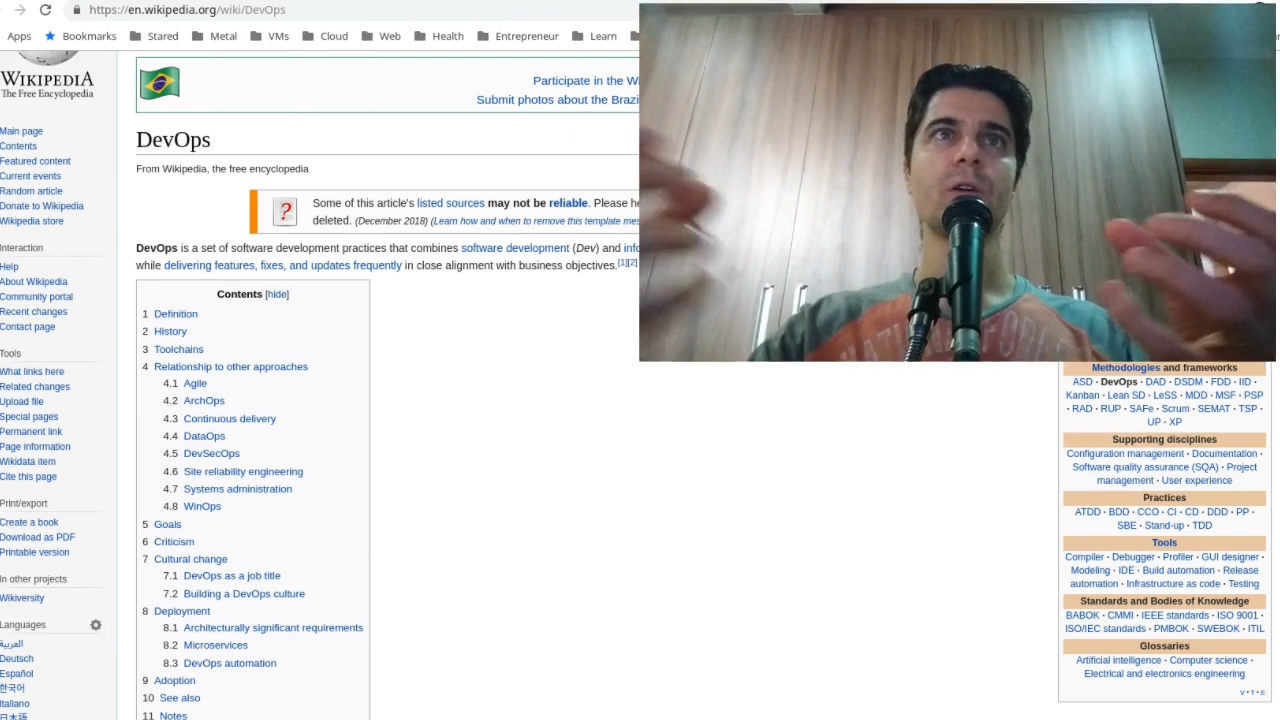 https://en.wikipedia.org/wiki/DevOps
Apps Bookmarks Stared Metal VMs Cloud Web Health Entrepreneur Learn
WIKIPEDIA
The Free Encyclopedia
Main page
Contents
Featured content
Current events
Random article
Donate to Wikipedia
Wikipedia store
Interaction
Help
About Wikipedia
Community portal
Recent changes
Contact page
Tools
What links here
Related changes
Upload file
Special pages
Permanent link
Page information
Wikidata item
Cite this page
Print/export
Create a book
Download as PDF
Printable version
In other projects
Wikiversity
Languages
العربية
Deutsch
Español
한국어
Italiano
日本語
Participate in the
Submit photos about the
DevOps
From Wikipedia, the free encyclopedia
Some of this article's listed sources may not be reliable. Please
deleted. (December 2018) (Learn how and when to remove this template
DevOps is a set of software development practices that combines software development (Dev) and
while delivering features, fixes, and updates frequently in close alignment with business objectives.[1][2]
Contents [hide]
1 Definition
2 History
3 Toolchains
4 Relationship to other approaches
4.1 Agile
4.2 ArchOps
4.3 Continuous delivery
4.4 DataOps
4.5 DevSecOps
4.6 Site reliability engineering
4.7 Systems administration
4.8 WinOps
5 Goals
6 Criticism
7 Cultural change
7.1 DevOps as a job title
7.2 Building a DevOps culture
8 Deployment
8.1 Architecturally significant requirements
8.2 Microservices
8.3 DevOps automation
9 Adoption
10 See also
11 Notes
Methodologies and frameworks
ASD · DevOps · DAD · DSDM · FDD · IID ·
Kanban · Lean SD · LeSS · MDD · MSF · PSP
· RAD · RUP · SAFe · Scrum · SEMAT · TSP ·
UP · XP
Supporting disciplines
Configuration management · Documentation ·
Software quality assurance (SQA) · Project
management · User experience
Practices
ATDD · BDD · CCO · CI · CD · DDD · PP ·
SBE · Stand-up · TDD
Tools
Compiler · Debugger · Profiler · GUI designer ·
Modeling · IDE · Build automation · Release
automation · Infrastructure as code · Testing
Standards and Bodies of Knowledge
BABOK · CMMI · IEEE standards · ISO 9001 ·
ISO/IEC standards · PMBOK · SWEBOK · ITIL
Glossaries
Artificial intelligence · Computer science ·
Electrical and electronics engineering
V·T·E